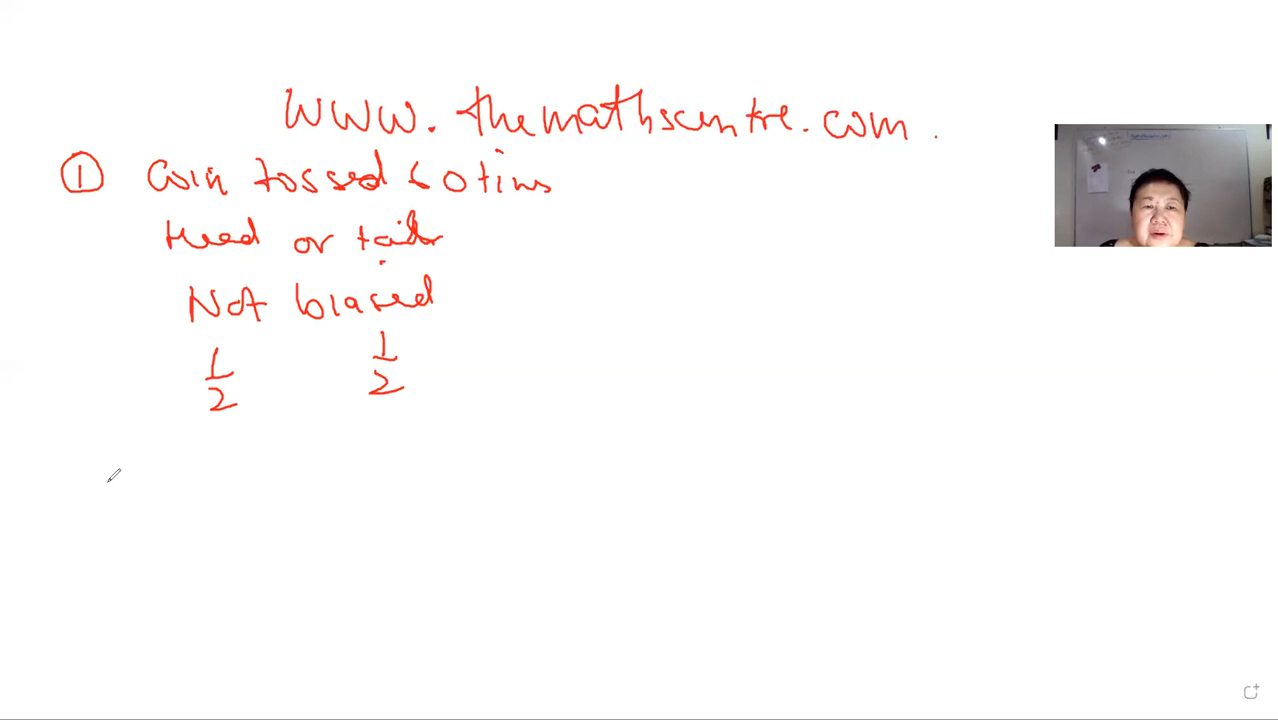 www.themathscentre.com.
① Coin tossed 60 times
Head or tail
Not biased
1/2 1/2